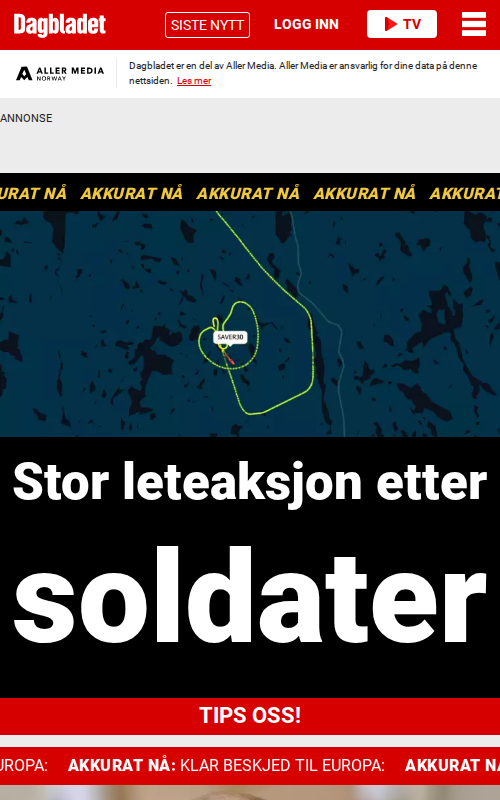 Dagbladet SISTE NYTT LOGG INN TV
ALLER MEDIA
NORWAY
Dagbladet er en del av Aller Media. Aller Media er ansvarlig for dine data på denne
nettsiden. Les mer
ANNONSE
URAT NÅ AKKURAT NÅ AKKURAT NÅ AKKURAT NÅ AKKURAT
SAVER30
Stor leteaksjon etter
soldater
TIPS OSS!
UROPA: AKKURAT NÅ: KLAR BESKJED TIL EUROPA: AKKURAT NÅ